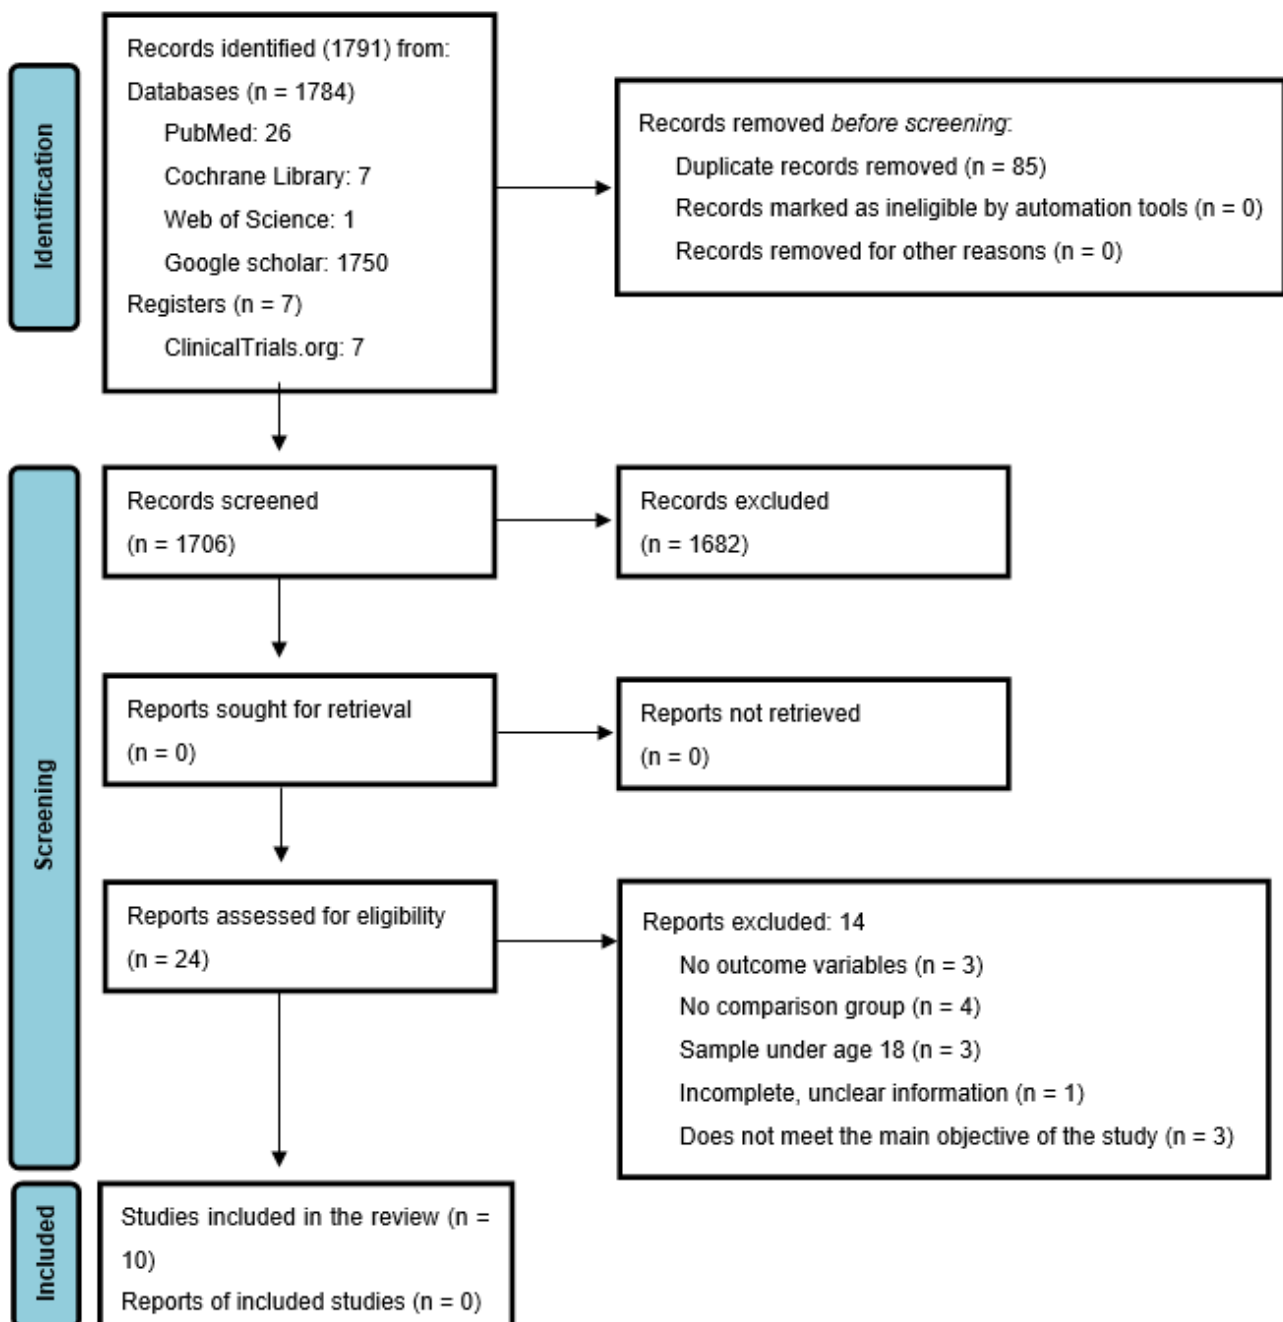 Identification
Records identified (1791) from:
Databases (n = 1784)
PubMed: 26
Cochrane Library: 7
Web of Science: 1
Google scholar: 1750
Registers (n = 7)
ClinicalTrials.org: 7
Records removed before screening:
Duplicate records removed (n = 85)
Records marked as ineligible by automation tools (n = 0)
Records removed for other reasons (n = 0)
Screening
Records screened
(n = 1706)
Records excluded
(n = 1682)
Reports sought for retrieval
(n = 0)
Reports not retrieved
(n = 0)
Reports assessed for eligibility
(n = 24)
Reports excluded: 14
No outcome variables (n = 3)
No comparison group (n = 4)
Sample under age 18 (n = 3)
Incomplete, unclear information (n = 1)
Does not meet the main objective of the study (n = 3)
Included
Studies included in the review (n =
10)
Reports of included studies (n = 0)